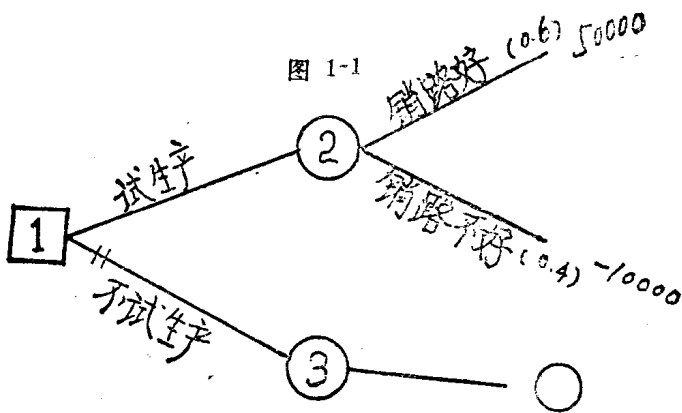 图 1-1
销路好 (0.6) 50000
2
试生产
销路不好 (0.4) -10000
1
不试生产
3